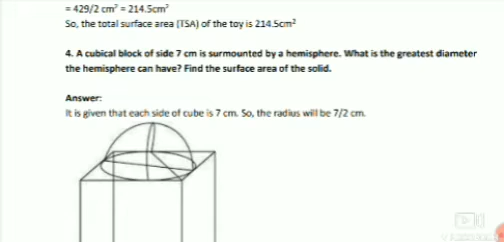 = 429/2 cm² = 214.5cm²
So, the total surface area (TSA) of the toy is 214.5cm²
4. A cubical block of side 7 cm is surmounted by a hemisphere. What is the greatest diameter
the hemisphere can have? Find the surface area of the solid.
Answer:
It is given that each side of cube is 7 cm. So, the radius will be 7/2 cm.